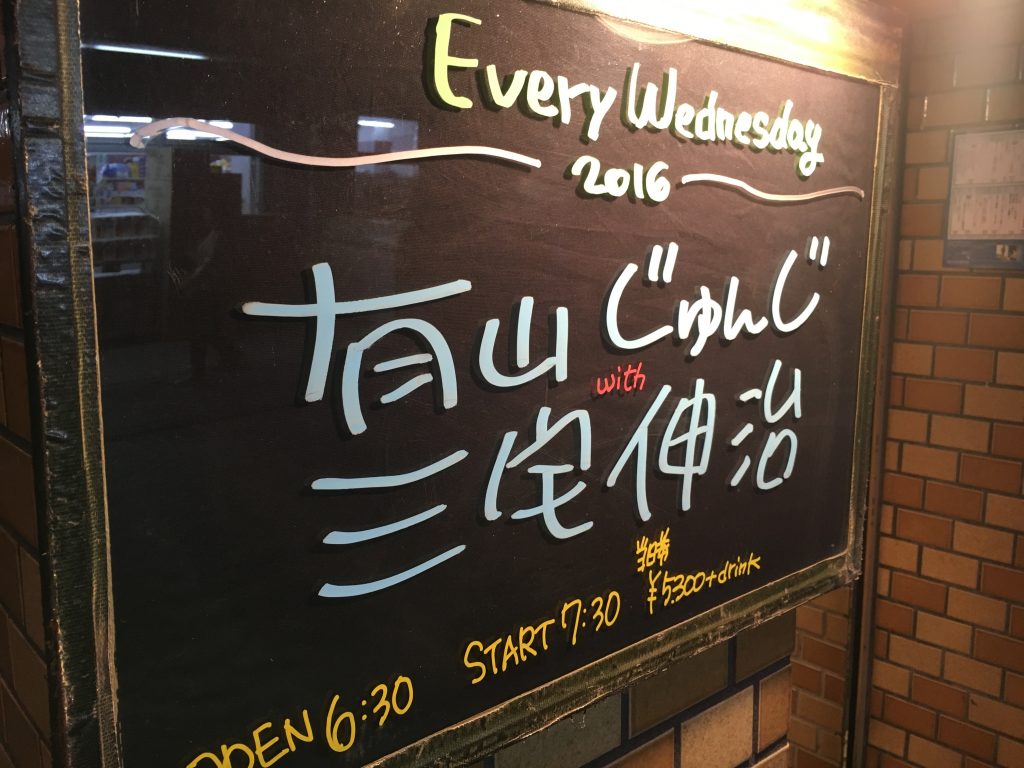 Every Wednesday
2016
有山じゅんじ
with
三宅伸治
当日券
¥5300+drink
OPEN 6:30 START 7:30